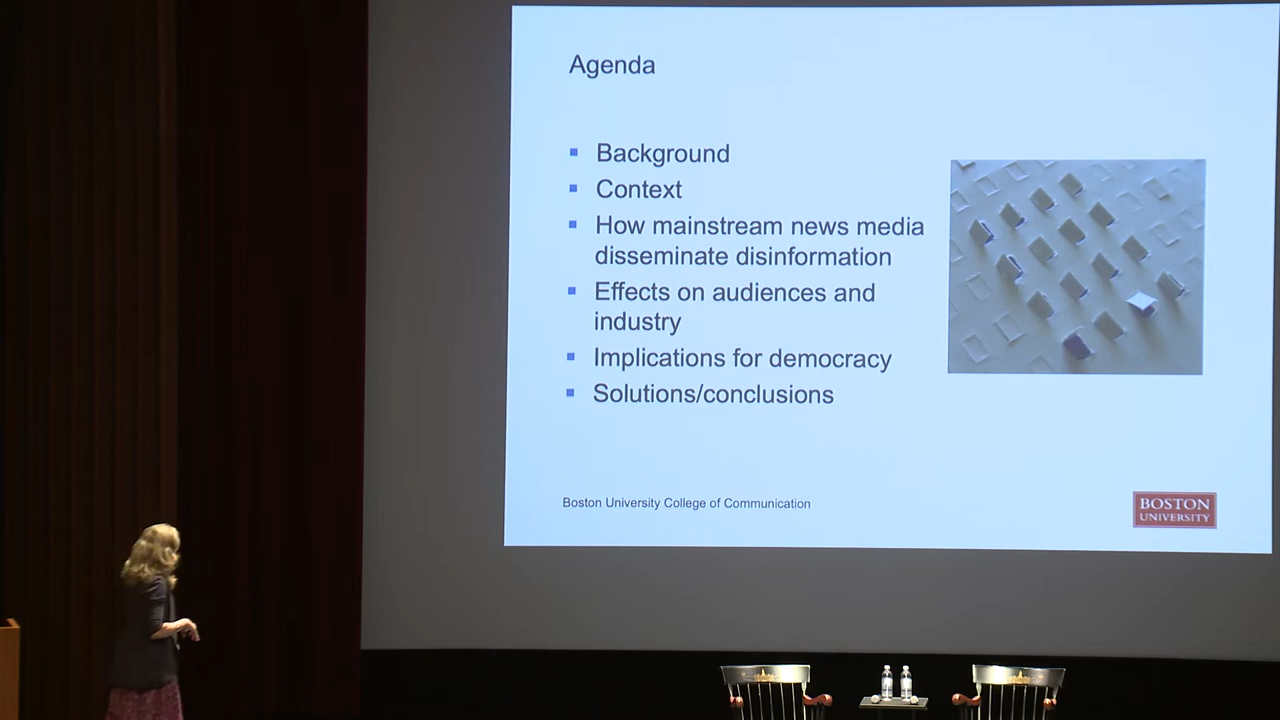 Agenda
Background
Context
How mainstream news media
disseminate disinformation
Effects on audiences and
industry
Implications for democracy
Solutions/conclusions
Boston University College of Communication
BOSTON
UNIVERSITY